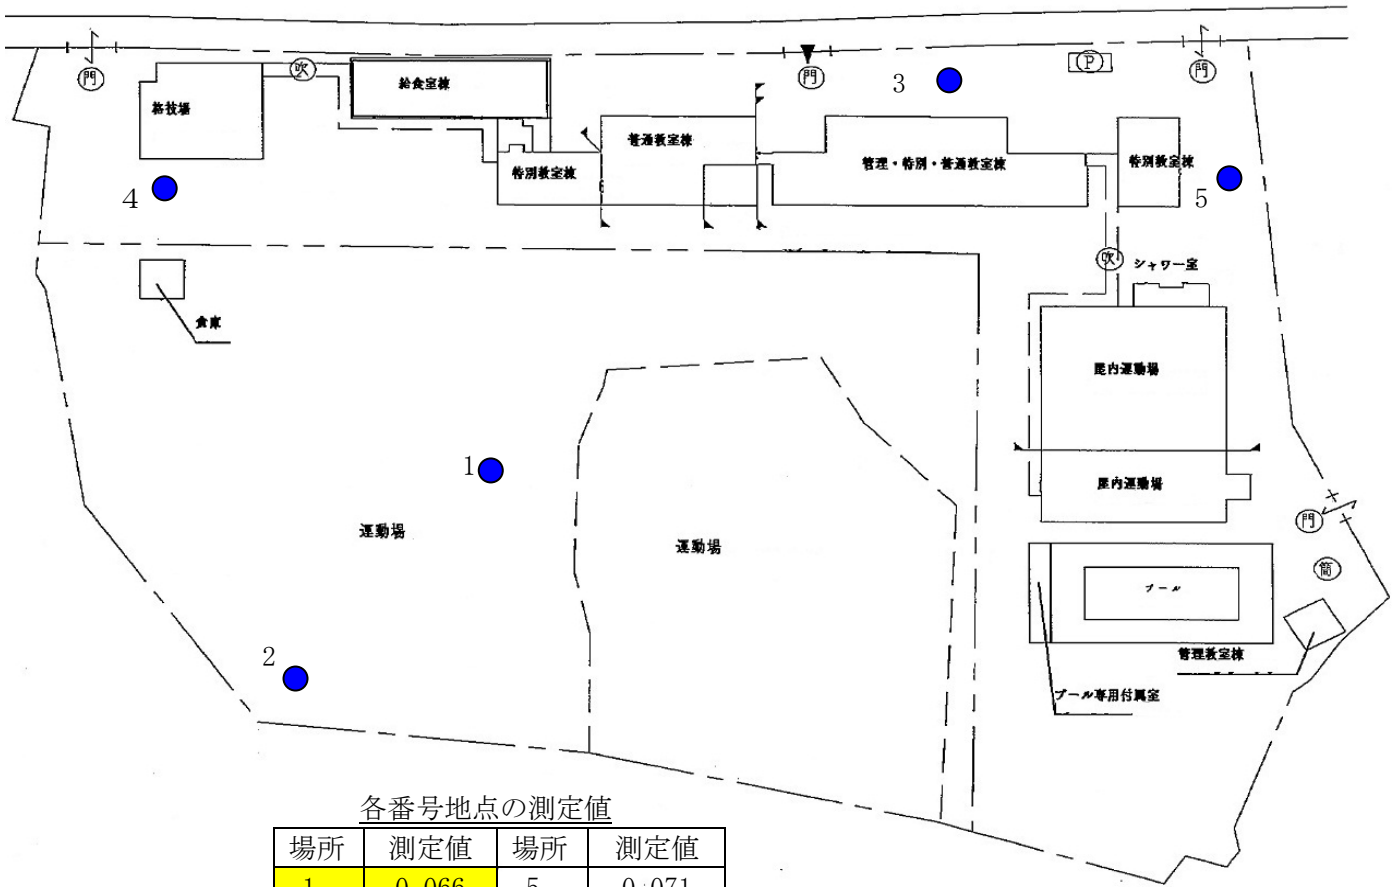 門
吹
給食室棟
門
3
P
門
格技場
普通教室棟
特別教室棟
管理・特別・普通教室棟
特別教室棟
4
5
吹
シャワー室
倉庫
屋内運動場
1
屋内運動場
運動場
運動場
門
筒
プール
2
管理教室棟
プール専用付属室
各番号地点の測定値
場所 測定値 場所 測定値
1 0.066 5 0.071